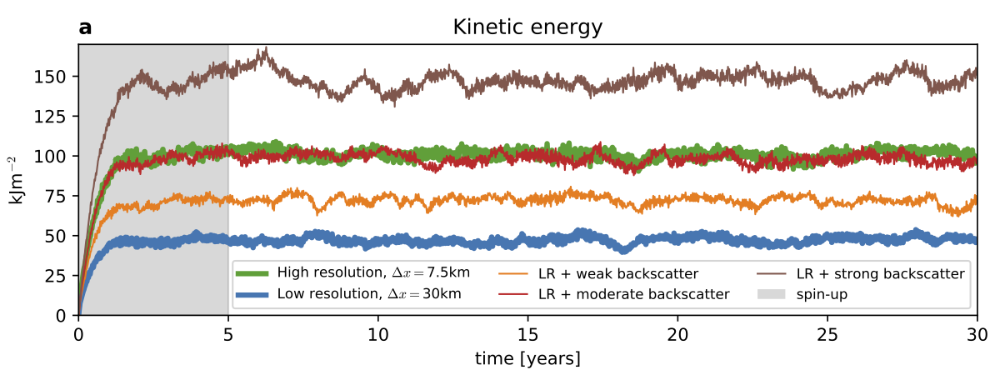 a
Kinetic energy
kJm⁻²
150
125
100
75
50
25
0
0 5 10 15 20 25 30
time [years]
High resolution, Δx = 7.5km
Low resolution, Δx = 30km
LR + weak backscatter
LR + moderate backscatter
LR + strong backscatter
spin-up